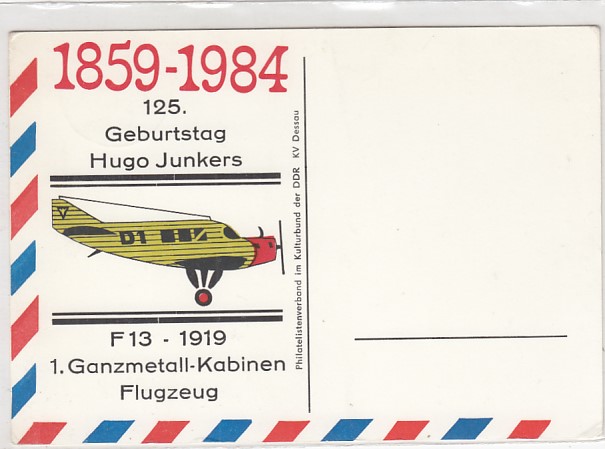 1859-1984
125.
Geburtstag
Hugo Junkers
D1
F 13 - 1919
1. Ganzmetall-Kabinen
Flugzeug
Philatelistenverband im Kulturbund der DDR KV Dessau